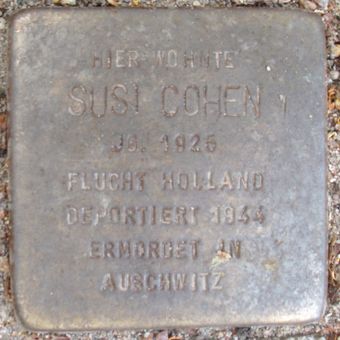 HIER WOHNTE
SUSI COHEN
JG. 1925
FLUCHT HOLLAND
DEPORTIERT 1944
ERMORDET IN
AUSCHWITZ